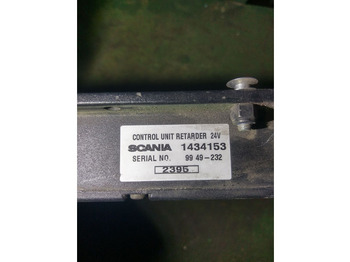 CONTROL UNIT RETARDER 24V
SCANIA 1434153
SERIAL NO. 99 49-232
2395